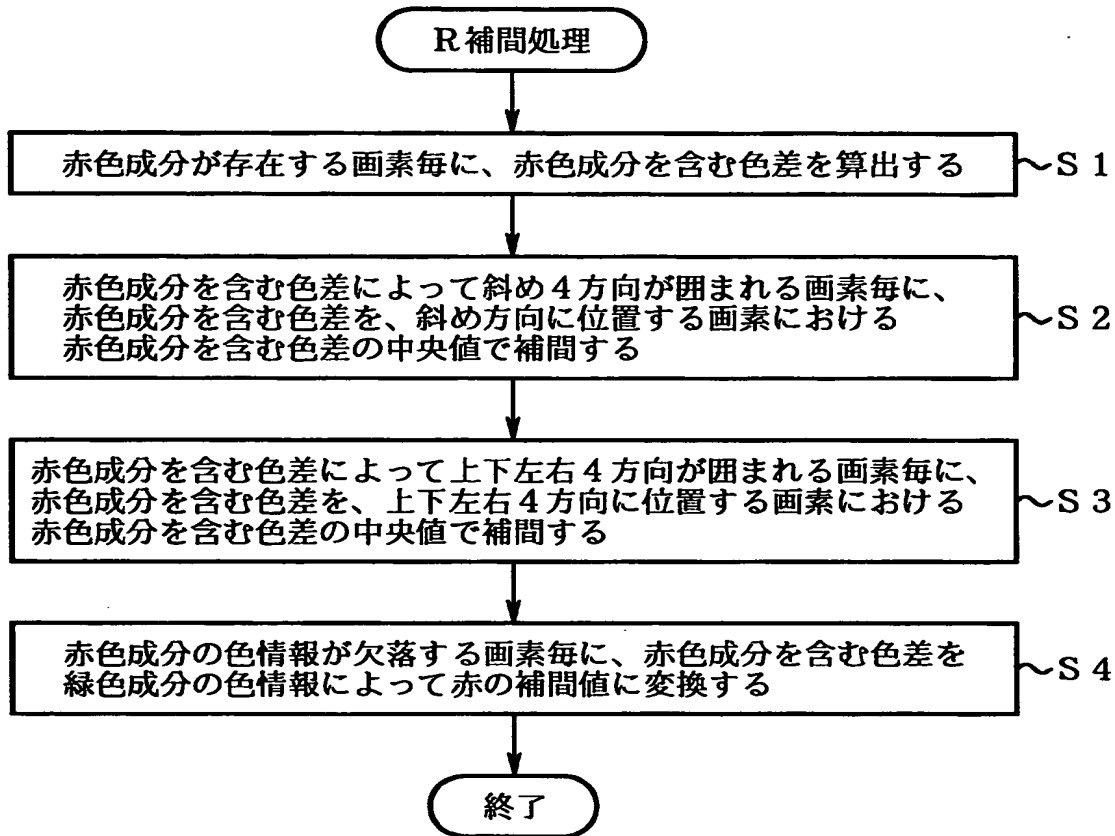 R補間処理
赤色成分が存在する画素毎に、赤色成分を含む色差を算出する
~S1
赤色成分を含む色差によって斜め4方向が囲まれる画素毎に、
赤色成分を含む色差を、斜め方向に位置する画素における
赤色成分を含む色差の中央値で補間する
~S2
赤色成分を含む色差によって上下左右4方向が囲まれる画素毎に、
赤色成分を含む色差を、上下左右4方向に位置する画素における
赤色成分を含む色差の中央値で補間する
~S3
赤色成分の色情報が欠落する画素毎に、赤色成分を含む色差を
緑色成分の色情報によって赤の補間値に変換する
~S4
終了